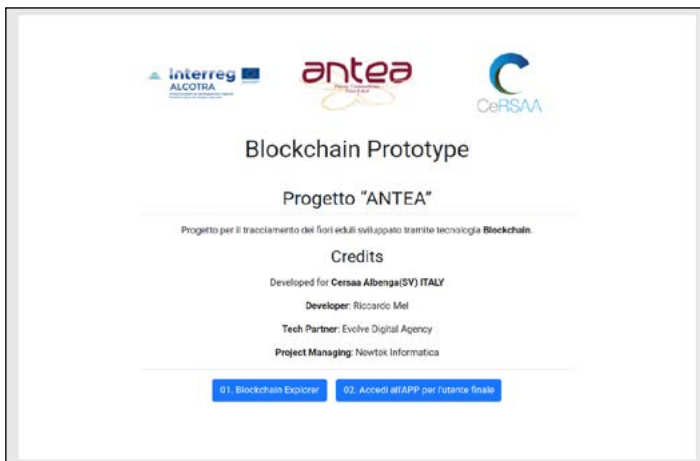 Interreg
ALCOTRA
antea
CeRSAA
Blockchain Prototype
Progetto “ANTEA”
Progetto per il tracciamento dei fiori eduli sviluppato tramite tecnologia Blockchain.
Credits
Developed for Cersaa Albenga(SV) ITALY
Developer: Riccardo Mel
Tech Partner: Evolve Digital Agency
Project Managing: Newtek Informatica
01. Blockchain Explorer
02. Accedi all'APP per l'utente finale